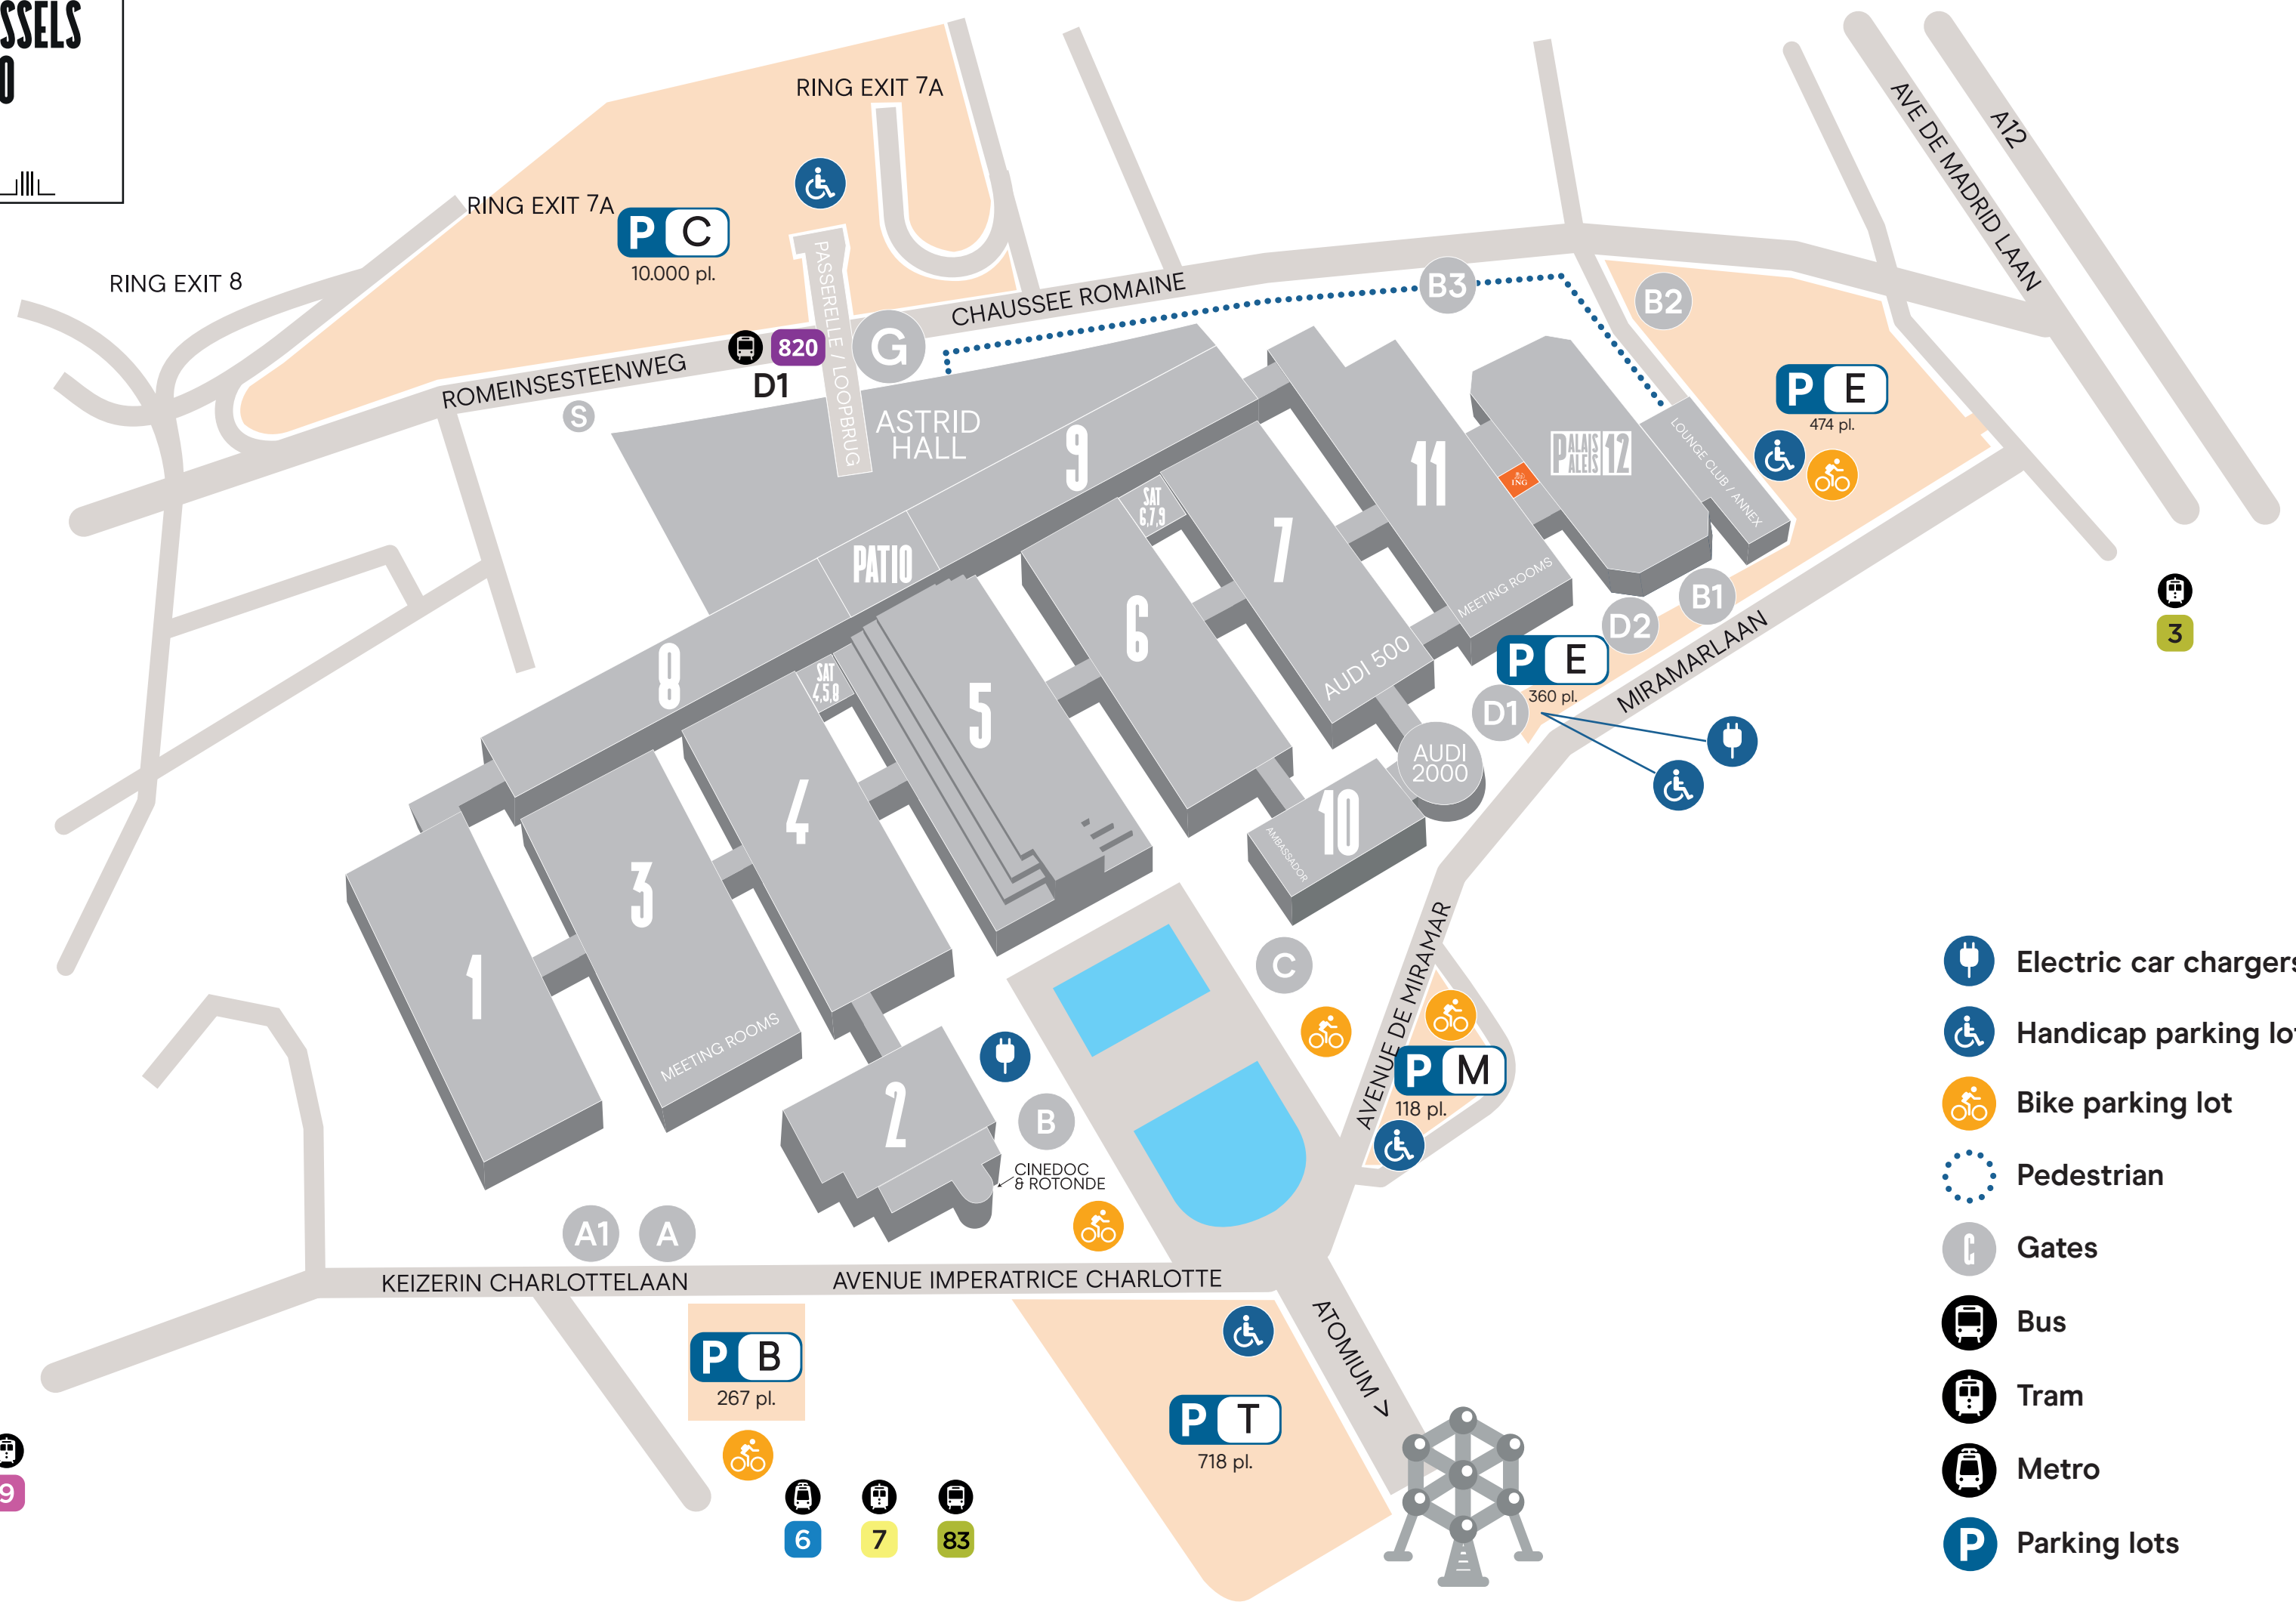 SSELS
O
RING EXIT 7A
RING EXIT 7A
P C
10.000 pl.
RING EXIT 8
PASSERELLE / LOOPBRUG
CHAUSSEE ROMAINE
ROMEINSESTEENWEG
820
D1
G
S
B3
B2
AVE DE MADRID LAAN
A12
P E
474 pl.
ASTRID
HALL
9
11
PALAIS
PALEIS
12
ING
LOUNGE CLUB / ANNEX
SAT
6,7,9
7
PATIO
MEETING ROOMS
B1
D2
3
8
SAT
4,5,8
6
AUDI 500
P E
360 pl.
D1
MIRAMARLAAN
5
4
AUDI
2000
10
AMBASSADOR
3
1
MEETING ROOMS
C
AVENUE DE MIRAMAR
P M
118 pl.
2
B
CINEDOC
& ROTONDE
A1
A
KEIZERIN CHARLOTTELAAN
AVENUE IMPERATRICE CHARLOTTE
P B
267 pl.
ATOMIUM >
P T
718 pl.
9
6
7
83
Electric car chargers
Handicap parking lot
Bike parking lot
Pedestrian
G Gates
Bus
Tram
Metro
P Parking lots